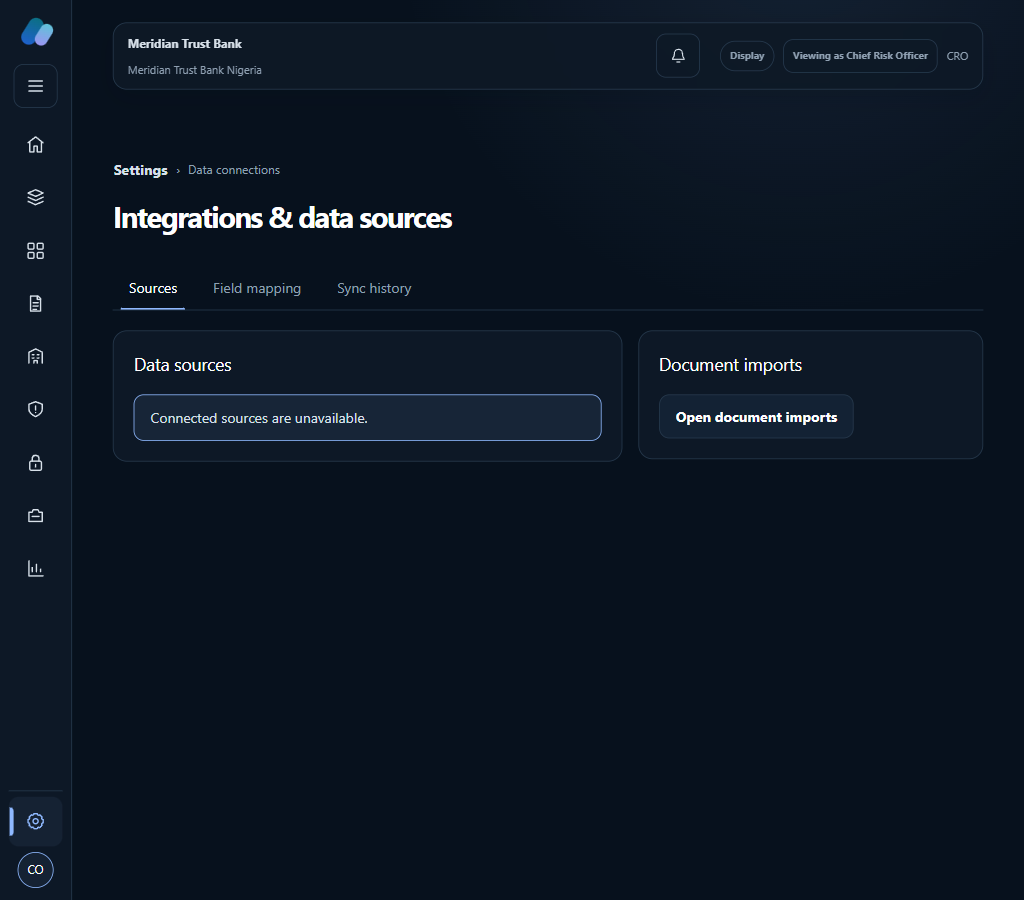 Meridian Trust Bank
Meridian Trust Bank Nigeria
Display
Viewing as Chief Risk Officer
CRO
Settings › Data connections
Integrations & data sources
Sources
Field mapping
Sync history
Data sources
Connected sources are unavailable.
Document imports
Open document imports
CO